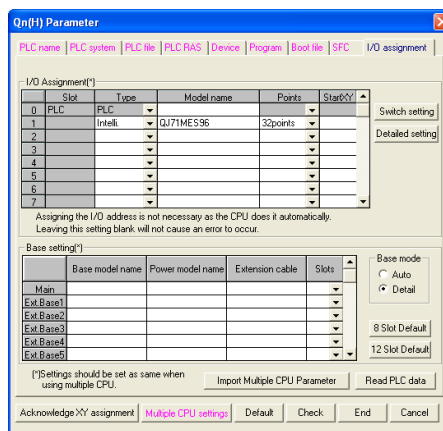 Qn(H) Parameter
PLC name PLC system PLC file PLC RAS Device Program Boot file SFC I/O assignment
I/O Assignment(*)
Slot Type Model name Points StartXY
0 PLC PLC
1 Intelli. QJ71MES96 32points
2
3
4
5
6
7
Switch setting
Detailed setting
Assigning the I/O address is not necessary as the CPU does it automatically.
Leaving this setting blank will not cause an error to occur.
Base setting(*)
Base model name Power model name Extension cable Slots
Main
Ext.Base1
Ext.Base2
Ext.Base3
Ext.Base4
Ext.Base5
Base mode
Auto
Detail
8 Slot Default
12 Slot Default
(*)Settings should be set as same when
using multiple CPU.
Import Multiple CPU Parameter Read PLC data
Acknowledge XY assignment Multiple CPU settings Default Check End Cancel